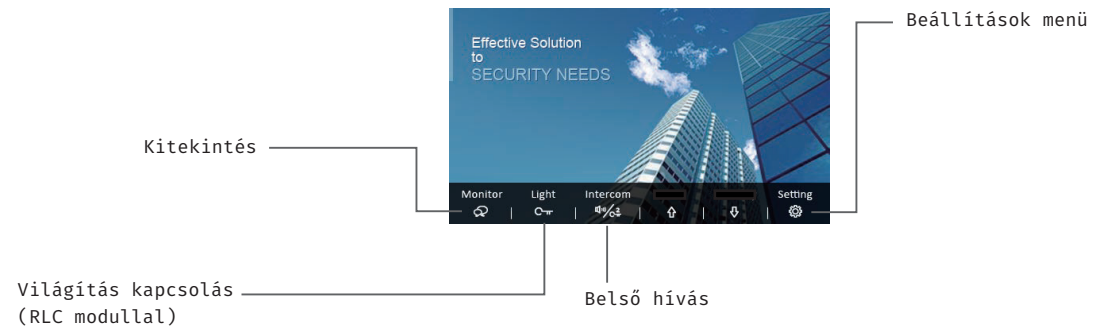 Beállítások menü
Effective Solution
to
SECURITY NEEDS
Kitekintés
Monitor Light Intercom Setting
Világítás kapcsolás
(RLC modullal)
Belső hívás